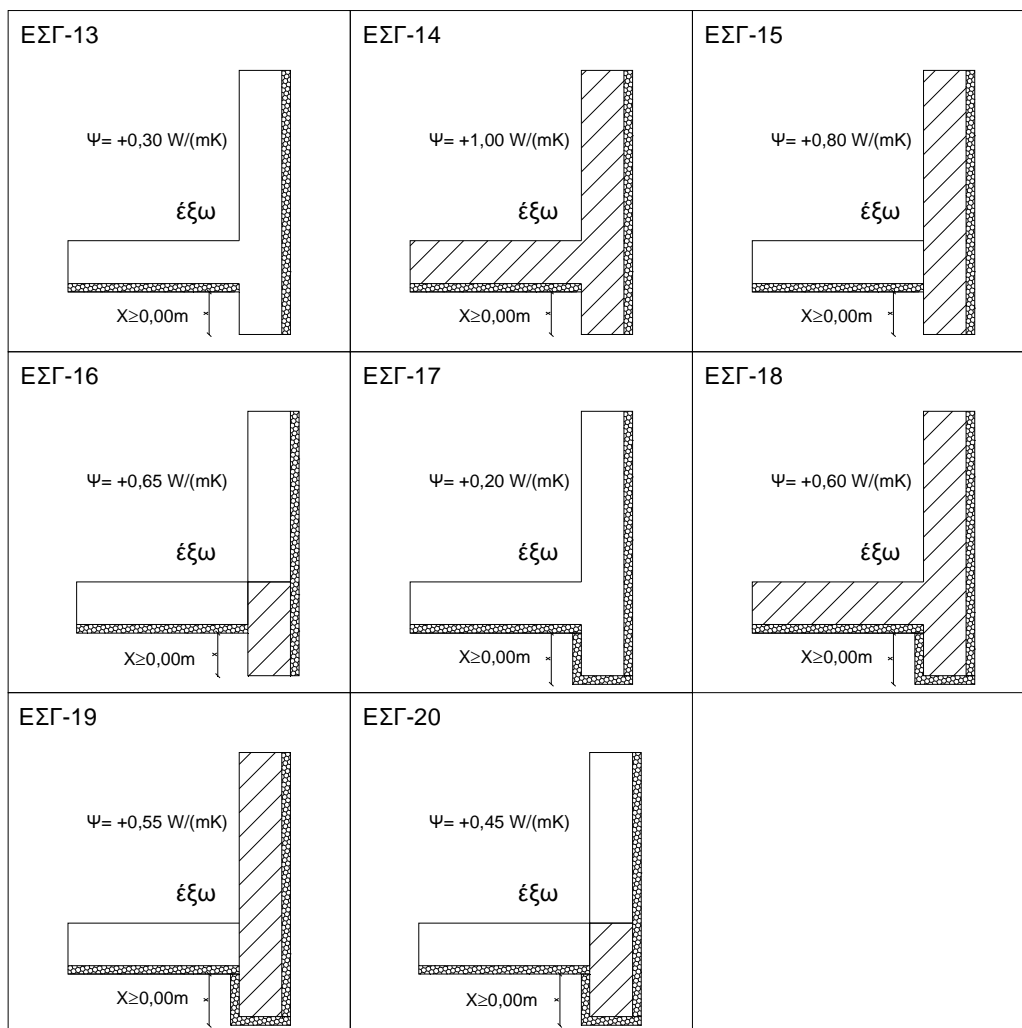 ΕΣΓ-13
Ψ= +0,30 W/(mK)
έξω
X≥0,00m
x
ΕΣΓ-14
Ψ= +1,00 W/(mK)
έξω
X≥0,00m
x
ΕΣΓ-15
Ψ= +0,80 W/(mK)
έξω
X≥0,00m
x
ΕΣΓ-16
Ψ= +0,65 W/(mK)
έξω
X≥0,00m
x
ΕΣΓ-17
Ψ= +0,20 W/(mK)
έξω
X≥0,00m
x
ΕΣΓ-18
Ψ= +0,60 W/(mK)
έξω
X≥0,00m
x
ΕΣΓ-19
Ψ= +0,55 W/(mK)
έξω
X≥0,00m
x
ΕΣΓ-20
Ψ= +0,45 W/(mK)
έξω
X≥0,00m
x